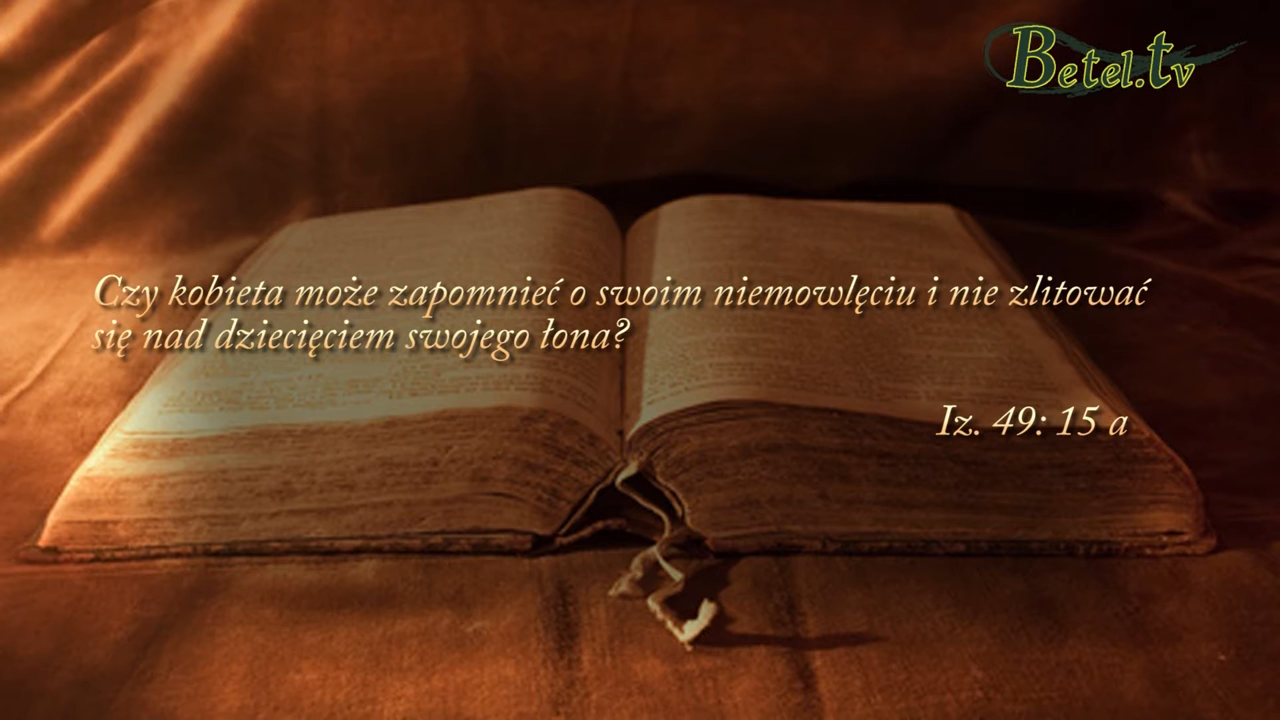 Betel.tv
Czy kobieta może zapomnieć o swoim niemowlęciu i nie zlitować
się nad dziecięciem swojego łona?
Iz. 49: 15 a